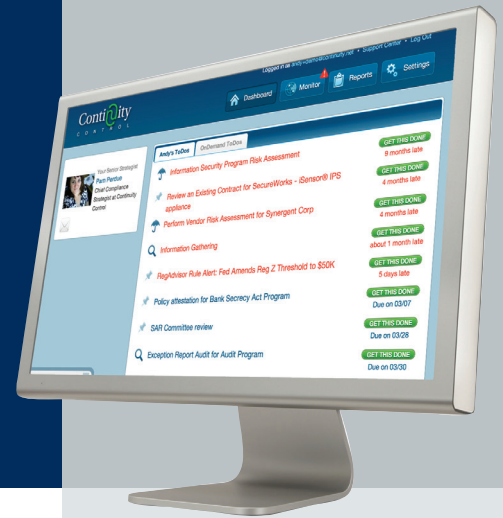 Logged in as andy+demo@continuity.net • Support Center • Log Out
Continuity
CONTROL
Dashboard
Monitor
Reports
Settings
Your Senior Strategist
Pam Perdue
Chief Compliance
Strategist at Continuity
Control
Andy's ToDos
OnDemand ToDos
Information Security Program Risk Assessment
GET THIS DONE
9 months late
Review an Existing Contract for SecureWorks - iSensor® IPS
appliance
GET THIS DONE
4 months late
Perform Vendor Risk Assessment for Synergent Corp
GET THIS DONE
4 months late
Information Gathering
GET THIS DONE
about 1 month late
RegAdvisor Rule Alert: Fed Amends Reg Z Threshold to $50K
GET THIS DONE
5 days late
Policy attestation for Bank Secrecy Act Program
GET THIS DONE
Due on 03/07
SAR Committee review
GET THIS DONE
Due on 03/28
Exception Report Audit for Audit Program
GET THIS DONE
Due on 03/30